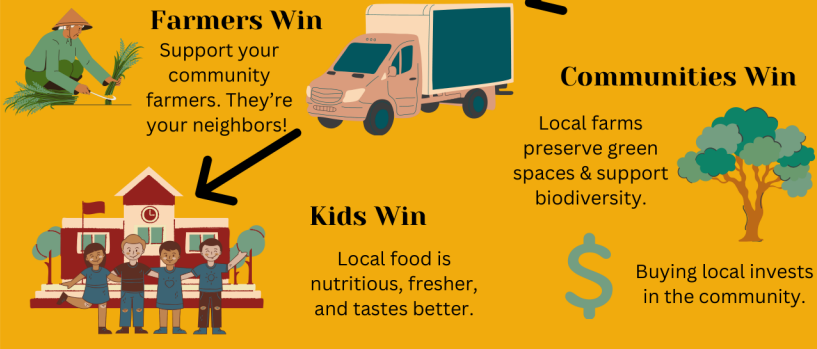 Farmers Win
Support your
community
farmers. They're
your neighbors!
Communities Win
Local farms
preserve green
spaces & support
biodiversity.
Kids Win
Local food is
nutritious, fresher,
and tastes better.
$
Buying local invests
in the community.